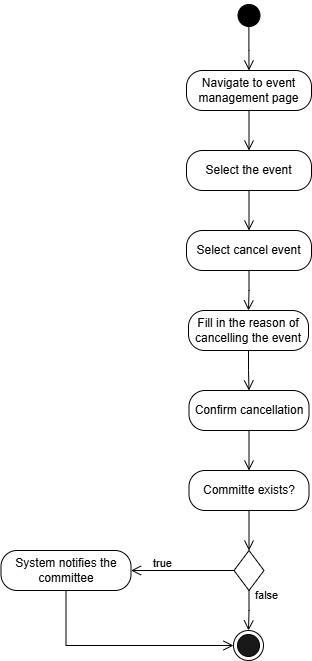 Navigate to event
management page
Select the event
Select cancel event
Fill in the reason of
cancelling the event
Confirm cancellation
Committe exists?
true
System notifies the
committee
false